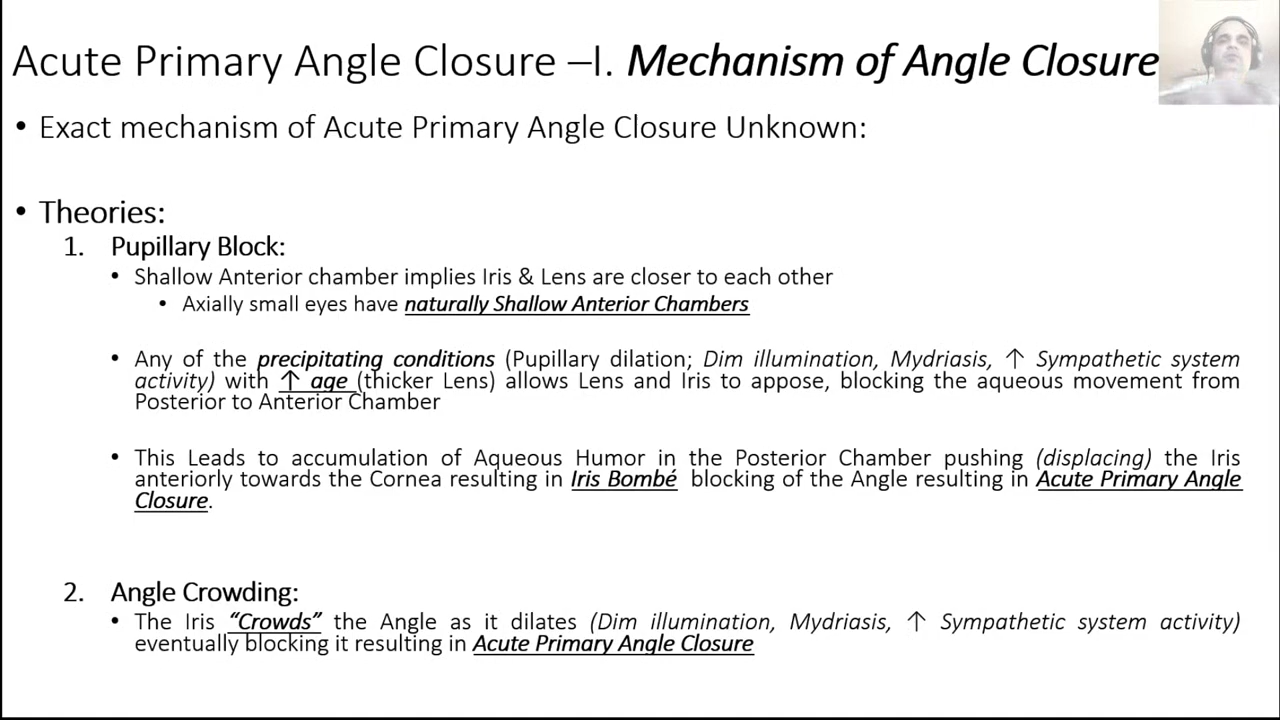 Acute Primary Angle Closure –I. Mechanism of Angle Closure
• Exact mechanism of Acute Primary Angle Closure Unknown:
• Theories:
1. Pupillary Block:
• Shallow Anterior chamber implies Iris & Lens are closer to each other
• Axially small eyes have naturally Shallow Anterior Chambers
• Any of the precipitating conditions (Pupillary dilation; Dim illumination, Mydriasis, ↑ Sympathetic system
activity) with ↑ age (thicker Lens) allows Lens and Iris to appose, blocking the aqueous movement from
Posterior to Anterior Chamber
• This Leads to accumulation of Aqueous Humor in the Posterior Chamber pushing (displacing) the Iris
anteriorly towards the Cornea resulting in Iris Bombé blocking of the Angle resulting in Acute Primary Angle
Closure.
2. Angle Crowding:
• The Iris “Crowds” the Angle as it dilates (Dim illumination, Mydriasis, ↑ Sympathetic system activity)
eventually blocking it resulting in Acute Primary Angle Closure